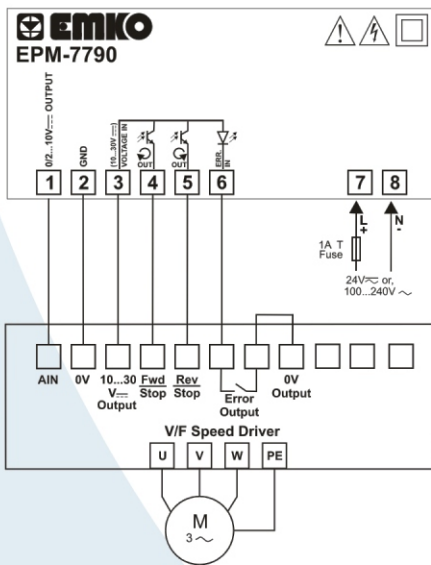 EMKO
EPM-7790
0/2...10V⎓ OUTPUT
GND
(10...30V⎓)
VOLTAGE IN
OUT
OUT
ERR.
IN
1 2 3 4 5 6 7 8
L
+
N
-
1A T
Fuse
24V⎓∼ or,
100...240V ∼
AIN
0V
10...30
V⎓
Output
Fwd
Stop
Rev
Stop
Error
Output
0V
Output
V/F Speed Driver
U V W PE
M
3 ∼